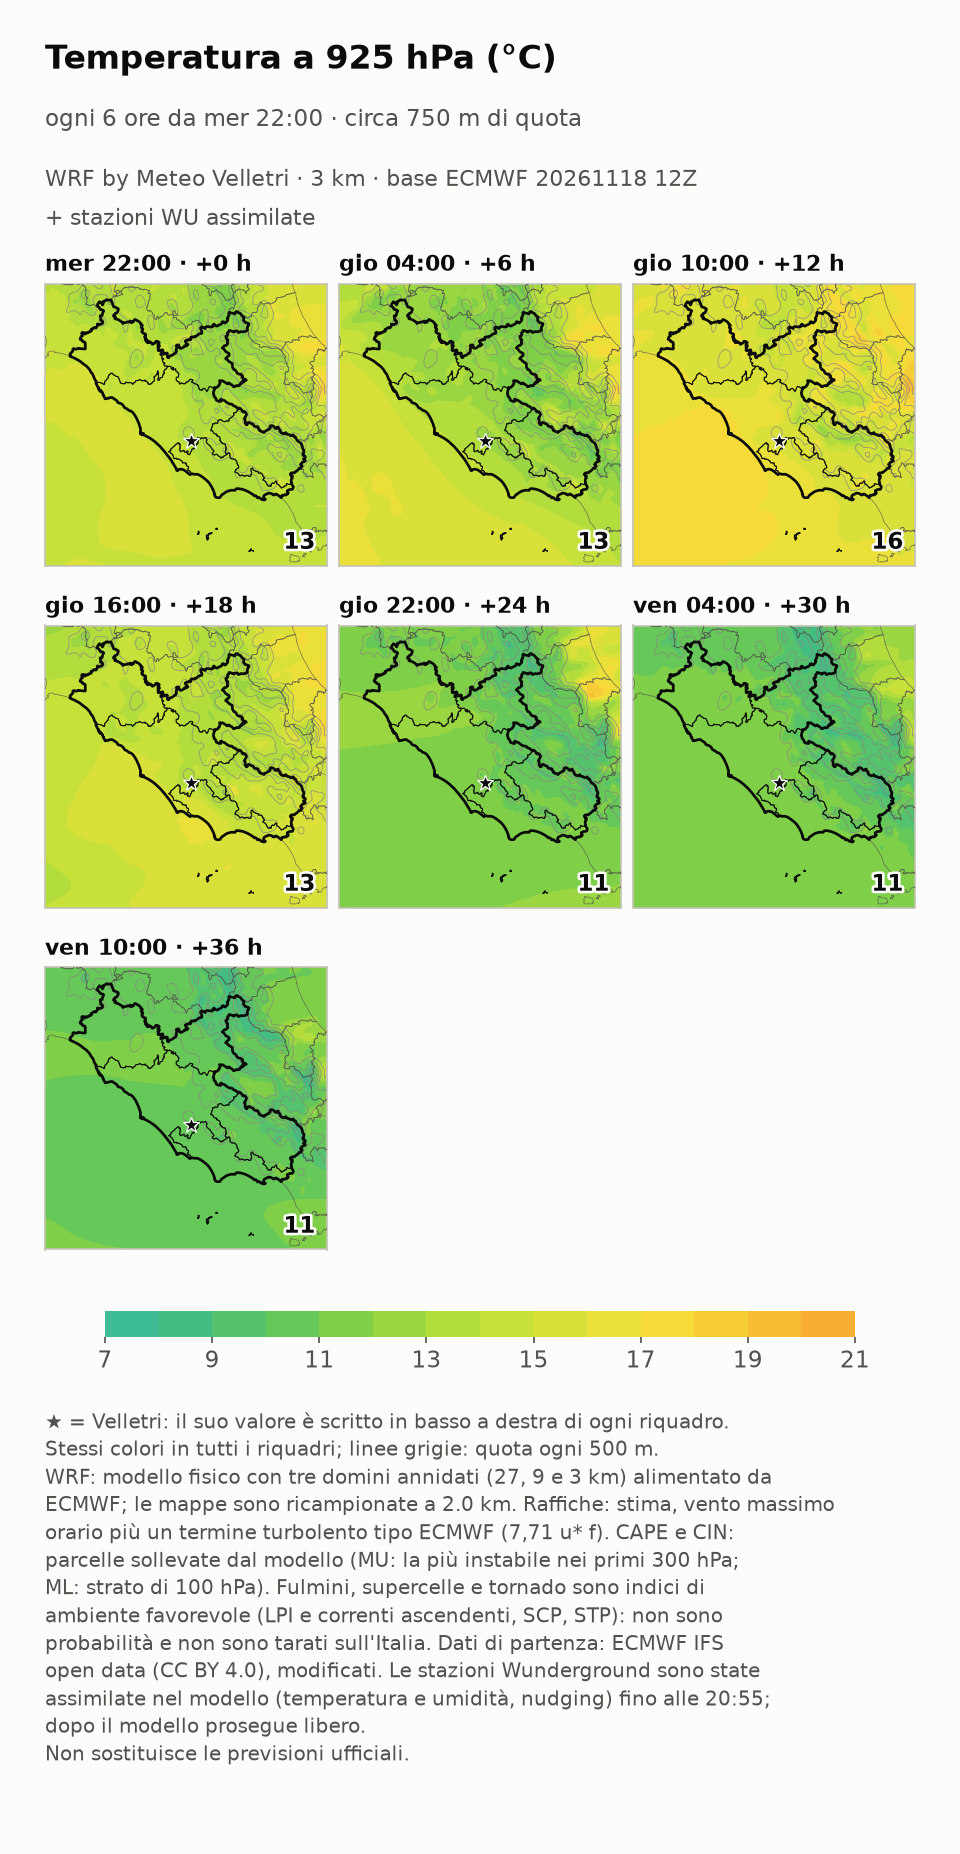 Temperatura a 925 hPa (°C)
ogni 6 ore da mer 22:00 · circa 750 m di quota
WRF by Meteo Velletri · 3 km · base ECMWF 20261118 12Z
+ stazioni WU assimilate
mer 22:00 · +0 h
gio 04:00 · +6 h
gio 10:00 · +12 h
13
13
16
gio 16:00 · +18 h
gio 22:00 · +24 h
ven 04:00 · +30 h
13
11
11
ven 10:00 · +36 h
11
7 9 11 13 15 17 19 21
★ = Velletri: il suo valore è scritto in basso a destra di ogni riquadro.
Stessi colori in tutti i riquadri; linee grigie: quota ogni 500 m.
WRF: modello fisico con tre domini annidati (27, 9 e 3 km) alimentato da
ECMWF; le mappe sono ricampionate a 2.0 km. Raffiche: stima, vento massimo
orario più un termine turbolento tipo ECMWF (7,71 u* f). CAPE e CIN:
parcelle sollevate dal modello (MU: la più instabile nei primi 300 hPa;
ML: strato di 100 hPa). Fulmini, supercelle e tornado sono indici di
ambiente favorevole (LPI e correnti ascendenti, SCP, STP): non sono
probabilità e non sono tarati sull'Italia. Dati di partenza: ECMWF IFS
open data (CC BY 4.0), modificati. Le stazioni Wunderground sono state
assimilate nel modello (temperatura e umidità, nudging) fino alle 20:55;
dopo il modello prosegue libero.
Non sostituisce le previsioni ufficiali.